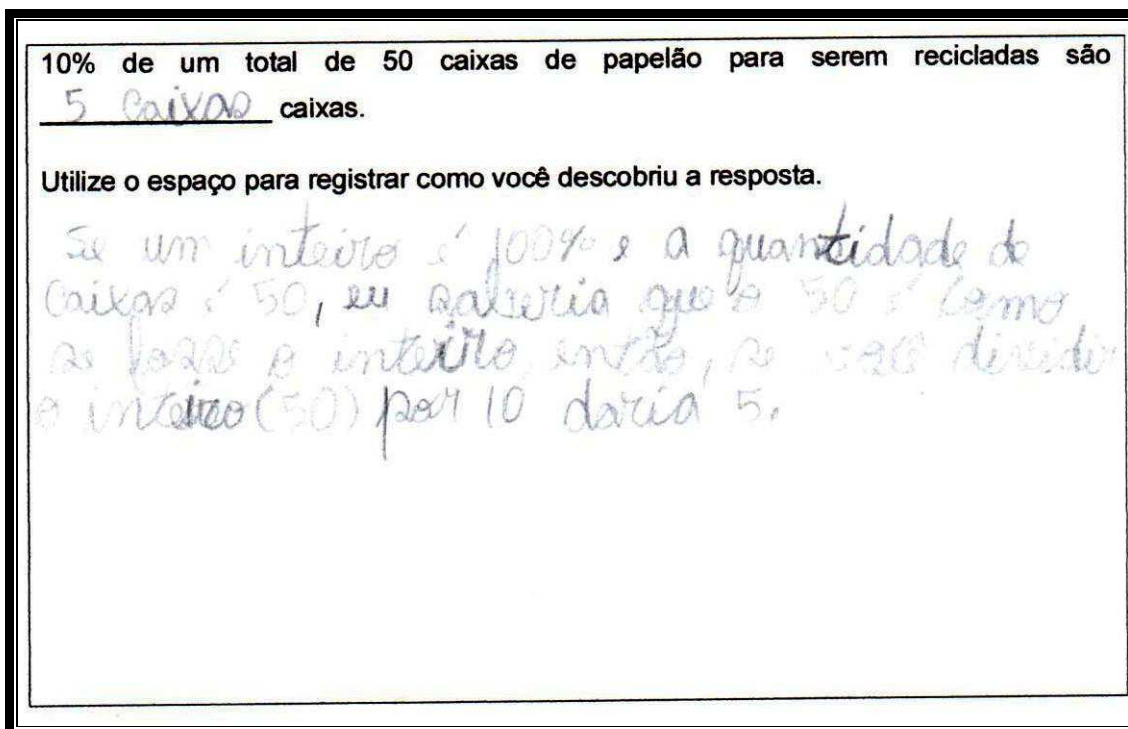 10% de um total de 50 caixas de papelão para serem recicladas são
5 caixas caixas.
Utilize o espaço para registrar como você descobriu a resposta.
Se um inteiro é 100% e a quantidade de
caixas é 50, eu saberia que o 50 é como
se fosse o inteiro, então, se você dividir
o inteiro (50) por 10 daria 5.